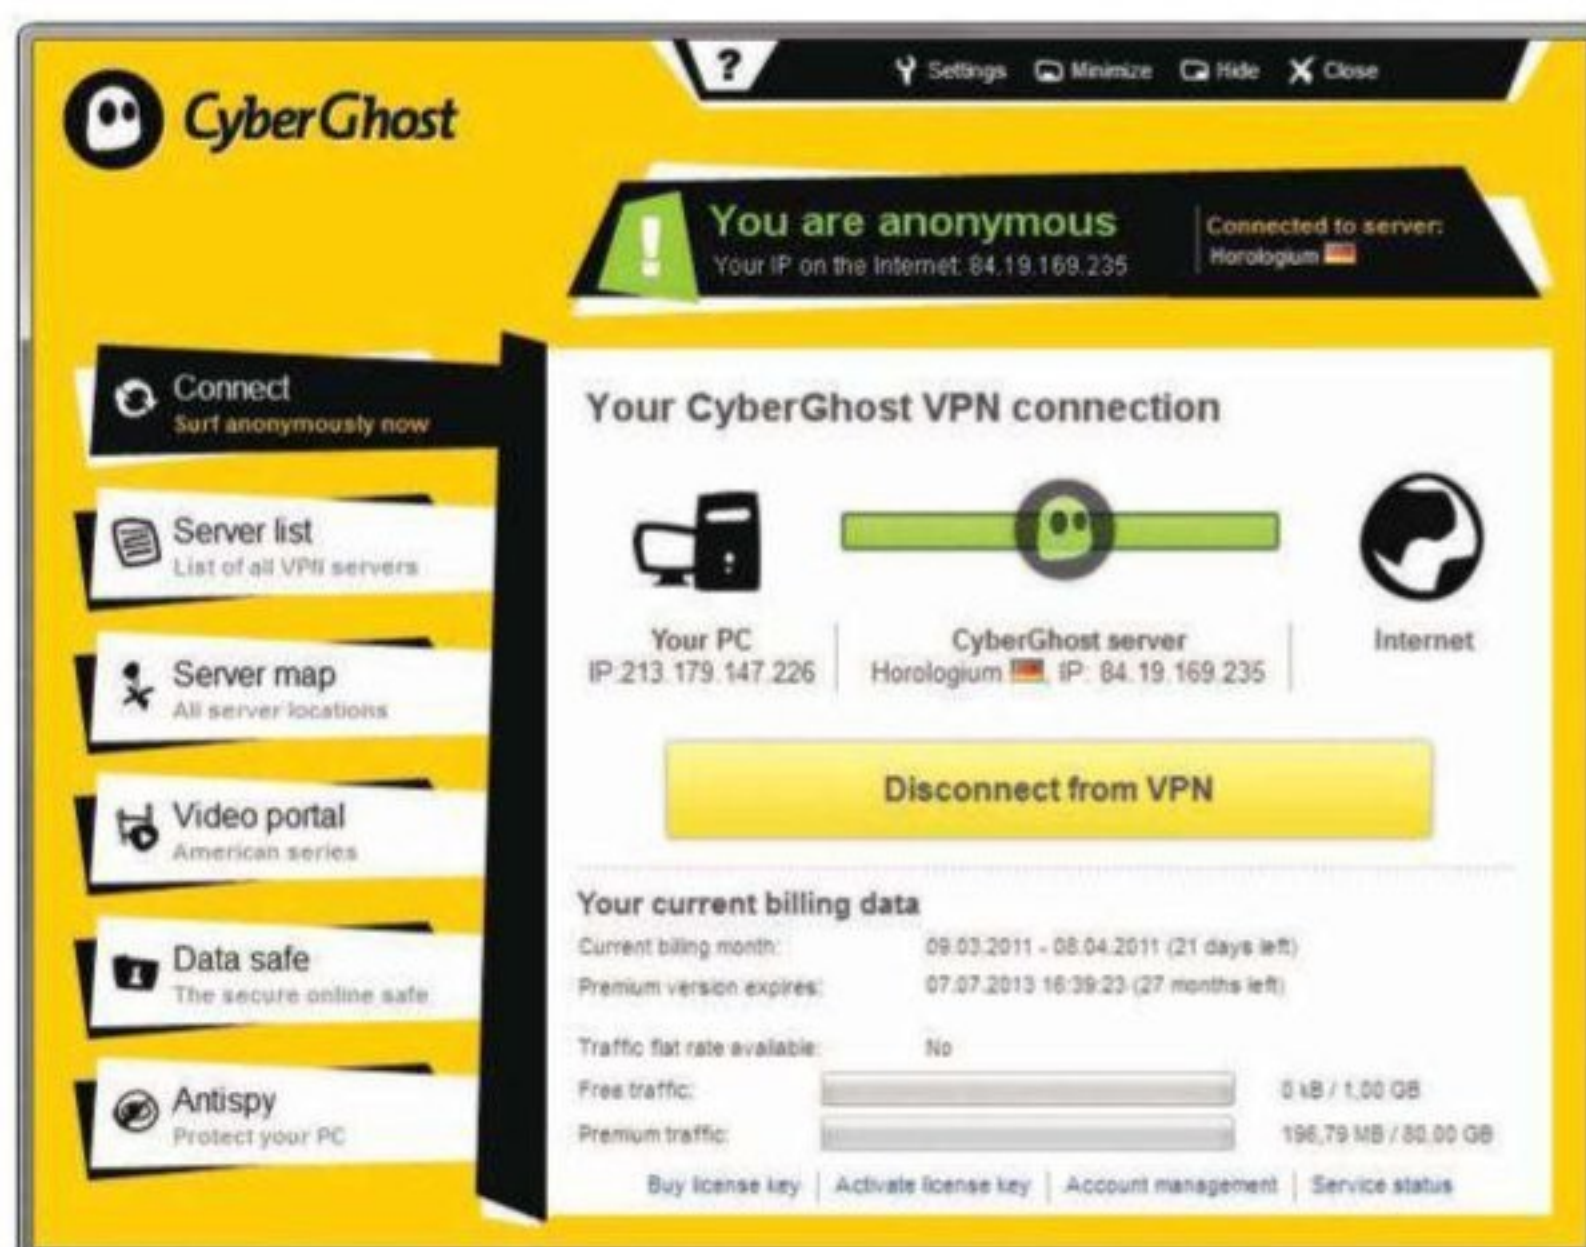 ?
Settings Minimize Hide Close
CyberGhost
You are anonymous
Your IP on the Internet: 84.19.169.235
Connected to server:
Horologium
Connect
Surf anonymously now
Server list
List of all VPN servers
Server map
All server locations
Video portal
American series
Data safe
The secure online safe
Antispy
Protect your PC
Your CyberGhost VPN connection
Your PC
IP:213.179.147.226
CyberGhost server
Horologium , IP: 84.19.169.235
Internet
Disconnect from VPN
Your current billing data
Current billing month: 09.03.2011 - 08.04.2011 (21 days left)
Premium version expires: 07.07.2013 16:39:23 (27 months left)
Traffic flat rate available: No
Free traffic: 0 kB / 1,00 GB
Premium traffic: 196,79 MB / 80,00 GB
Buy license key | Activate license key | Account management | Service status